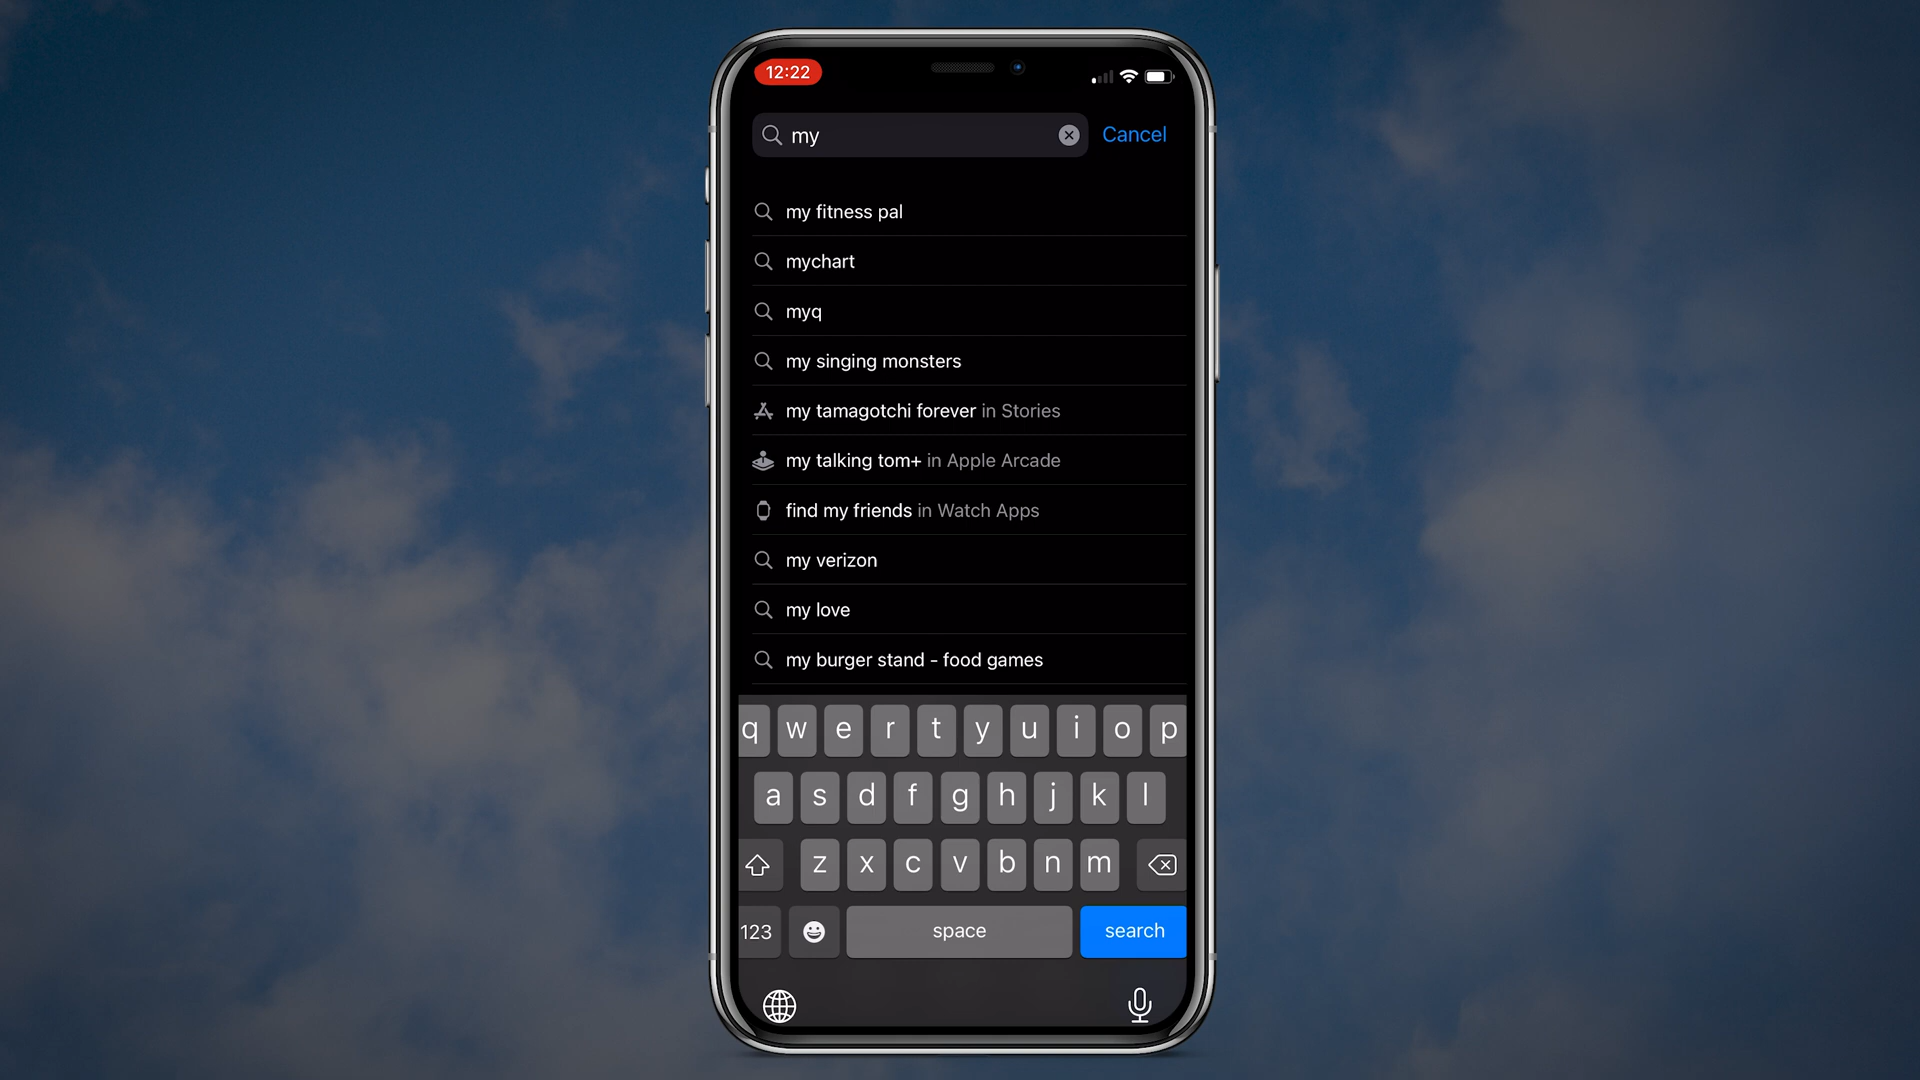 12:22
my
Cancel
my fitness pal
mychart
myq
my singing monsters
my tamagotchi forever in Stories
my talking tom+ in Apple Arcade
find my friends in Watch Apps
my verizon
my love
my burger stand - food games
q w e r t y u i o p
a s d f g h j k l
z x c v b n m
123 space search